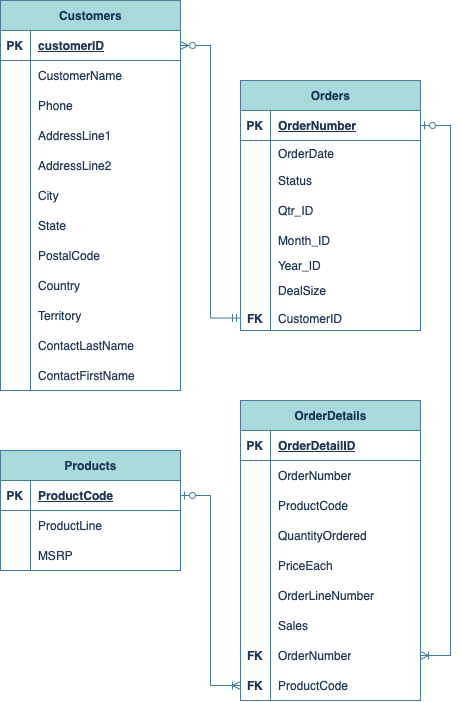 Customers
PK customerID
CustomerName
Phone
AddressLine1
AddressLine2
City
State
PostalCode
Country
Territory
ContactLastName
ContactFirstName
Orders
PK OrderNumber
OrderDate
Status
Qtr_ID
Month_ID
Year_ID
DealSize
FK CustomerID
Products
PK ProductCode
ProductLine
MSRP
OrderDetails
PK OrderDetailID
OrderNumber
ProductCode
QuantityOrdered
PriceEach
OrderLineNumber
Sales
FK OrderNumber
FK ProductCode